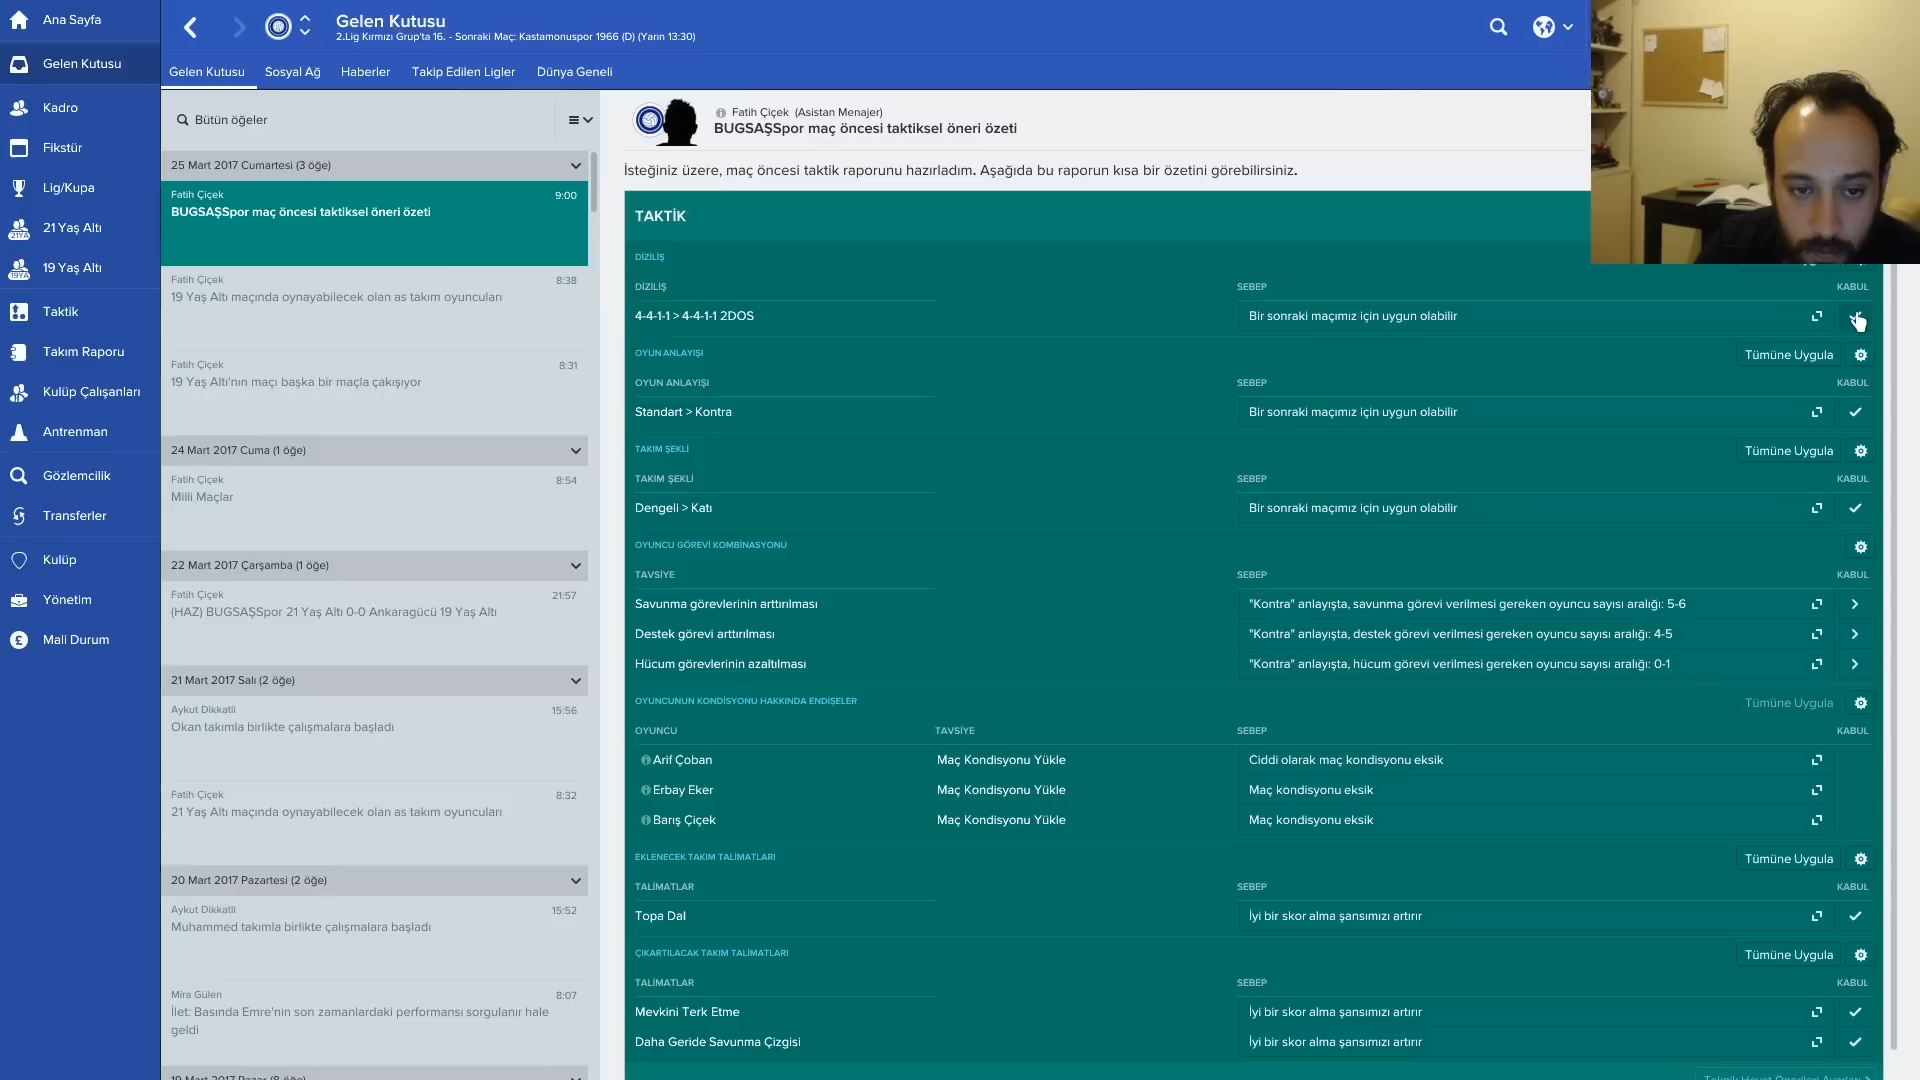 Ana Sayfa
Gelen Kutusu
Kadro
Fikstür
Lig/Kupa
21 Yaş Altı
19 Yaş Altı
Taktik
Takım Raporu
Kulüp Çalışanları
Antrenman
Gözlemcilik
Transferler
Kulüp
Yönetim
Mali Durum
Gelen Kutusu
2.Lig Kırmızı Grup'ta 16. - Sonraki Maç: Kastamonuspor 1966 (D) (Yarın 13:30)
Gelen Kutusu Sosyal Ağ Haberler Takip Edilen Ligler Dünya Geneli
Bütün öğeler
25 Mart 2017 Cumartesi (3 öğe)
Fatih Çiçek 9:00
BUGSAŞSpor maç öncesi taktiksel öneri özeti
Fatih Çiçek 8:38
19 Yaş Altı maçında oynayabilecek olan as takım oyuncuları
Fatih Çiçek 8:31
19 Yaş Altı'nın maçı başka bir maçla çakışıyor
24 Mart 2017 Cuma (1 öğe)
Fatih Çiçek 8:54
Milli Maçlar
22 Mart 2017 Çarşamba (1 öğe)
Fatih Çiçek 21:57
(HAZ) BUGSAŞSpor 21 Yaş Altı 0-0 Ankaragücü 19 Yaş Altı
21 Mart 2017 Salı (2 öğe)
Aykut Dikkatli 15:56
Okan takımla birlikte çalışmalara başladı
Fatih Çiçek 8:32
21 Yaş Altı maçında oynayabilecek olan as takım oyuncuları
20 Mart 2017 Pazartesi (2 öğe)
Aykut Dikkatli 15:52
Muhammed takımla birlikte çalışmalara başladı
Mira Gülen 8:07
İlet: Basında Emre'nin son zamanlardaki performansı sorgulanır hale
geldi
19 Mart 2017 Pazar (8 öğe)
Fatih Çiçek (Asistan Menajer)
BUGSAŞSpor maç öncesi taktiksel öneri özeti
İsteğiniz üzere, maç öncesi taktik raporunu hazırladım. Aşağıda bu raporun kısa bir özetini görebilirsiniz.
TAKTİK
DİZİLİŞ
DİZİLİŞ SEBEP KABUL
4-4-1-1 > 4-4-1-1 2DOS Bir sonraki maçımız için uygun olabilir
OYUN ANLAYIŞI Tümüne Uygula
OYUN ANLAYIŞI SEBEP KABUL
Standart > Kontra Bir sonraki maçımız için uygun olabilir
TAKIM ŞEKLİ Tümüne Uygula
TAKIM ŞEKLİ SEBEP KABUL
Dengeli > Katı Bir sonraki maçımız için uygun olabilir
OYUNCU GÖREVİ KOMBİNASYONU
TAVSİYE SEBEP KABUL
Savunma görevlerinin arttırılması "Kontra" anlayışta, savunma görevi verilmesi gereken oyuncu sayısı aralığı: 5-6
Destek görevi arttırılması "Kontra" anlayışta, destek görevi verilmesi gereken oyuncu sayısı aralığı: 4-5
Hücum görevlerinin azaltılması "Kontra" anlayışta, hücum görevi verilmesi gereken oyuncu sayısı aralığı: 0-1
OYUNCUNUN KONDİSYONU HAKKINDA ENDİŞELER Tümüne Uygula
OYUNCU TAVSİYE SEBEP KABUL
Arif Çoban Maç Kondisyonu Yükle Ciddi olarak maç kondisyonu eksik
Erbay Eker Maç Kondisyonu Yükle Maç kondisyonu eksik
Barış Çiçek Maç Kondisyonu Yükle Maç kondisyonu eksik
EKLENECEK TAKIM TALİMATLARI Tümüne Uygula
TALİMATLAR SEBEP KABUL
Topa Dal İyi bir skor alma şansımızı artırır
ÇIKARTILACAK TAKIM TALİMATLARI Tümüne Uygula
TALİMATLAR SEBEP KABUL
Mevkini Terk Etme İyi bir skor alma şansımızı artırır
Daha Geride Savunma Çizgisi İyi bir skor alma şansımızı artırır